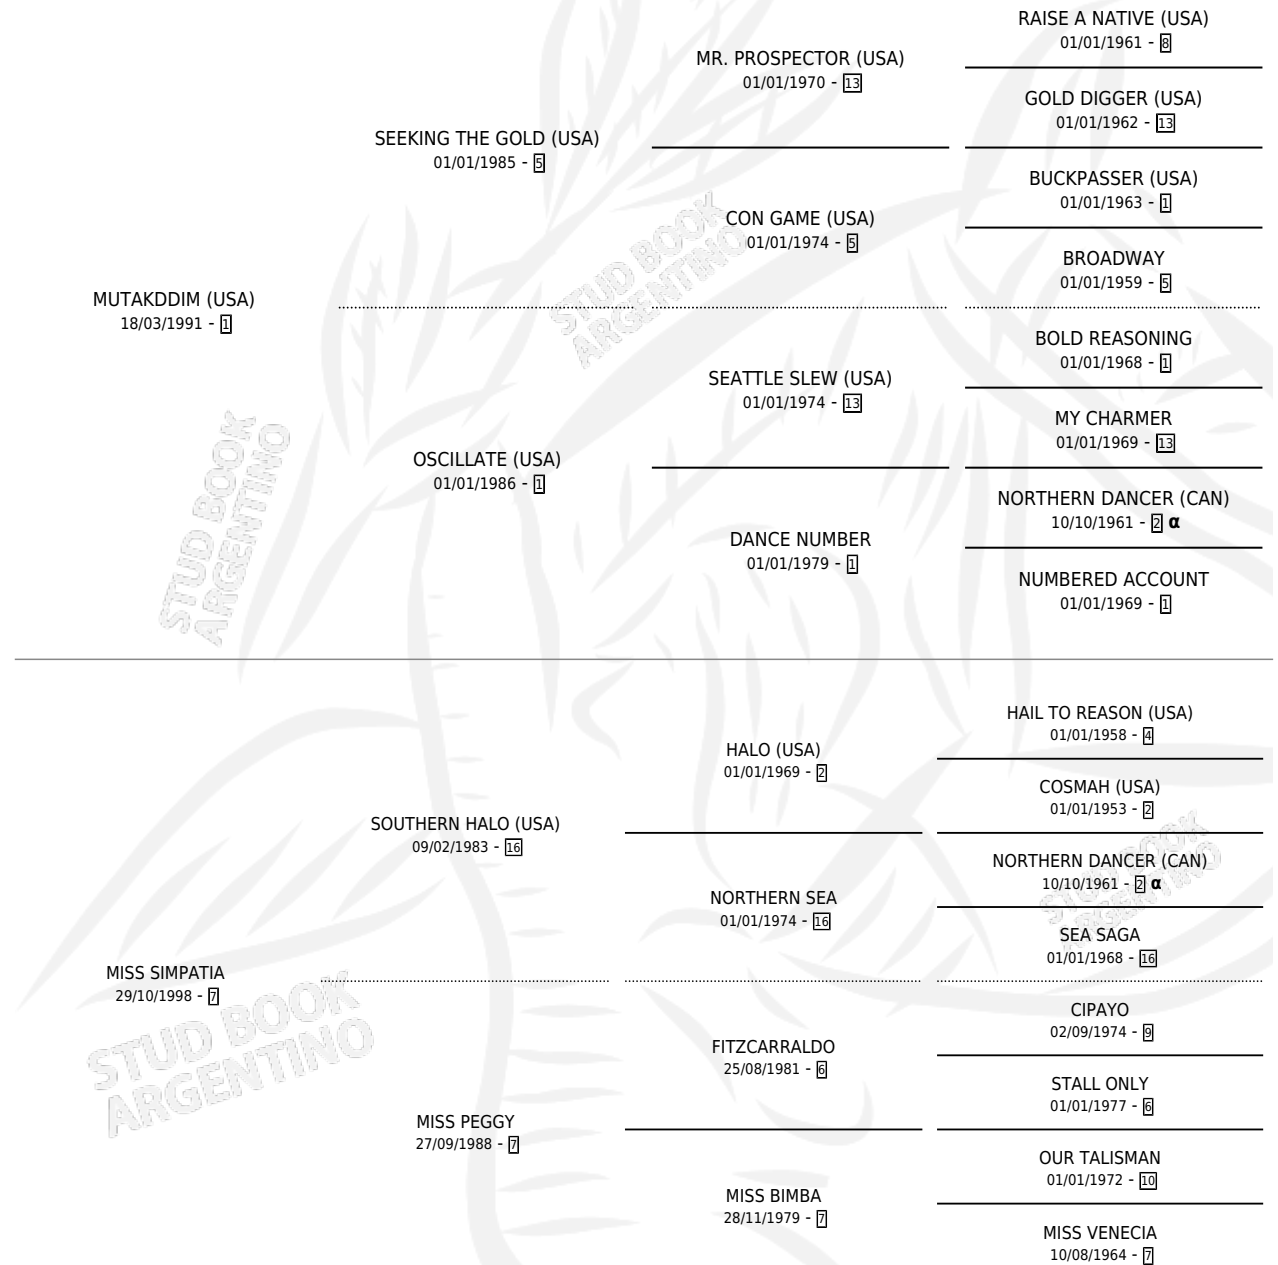 RAISE A NATIVE (USA)
01/01/1961 - 8
MR. PROSPECTOR (USA)
01/01/1970 - 13
GOLD DIGGER (USA)
01/01/1962 - 13
SEEKING THE GOLD (USA)
01/01/1985 - 5
BUCKPASSER (USA)
01/01/1963 - 1
CON GAME (USA)
01/01/1974 - 5
BROADWAY
01/01/1959 - 5
MUTAKDDIM (USA)
18/03/1991 - 1
BOLD REASONING
01/01/1968 - 1
SEATTLE SLEW (USA)
01/01/1974 - 13
MY CHARMER
01/01/1969 - 13
OSCILLATE (USA)
01/01/1986 - 1
NORTHERN DANCER (CAN)
10/10/1961 - 2 α
DANCE NUMBER
01/01/1979 - 1
NUMBERED ACCOUNT
01/01/1969 - 1
HAIL TO REASON (USA)
01/01/1958 - 4
HALO (USA)
01/01/1969 - 2
COSMAH (USA)
01/01/1953 - 2
SOUTHERN HALO (USA)
09/02/1983 - 16
NORTHERN DANCER (CAN)
10/10/1961 - 2 α
NORTHERN SEA
01/01/1974 - 16
SEA SAGA
01/01/1968 - 16
MISS SIMPATIA
29/10/1998 - 7
CIPAYO
02/09/1974 - 9
FITZCARRALDO
25/08/1981 - 6
STALL ONLY
01/01/1977 - 6
MISS PEGGY
27/09/1988 - 7
OUR TALISMAN
01/01/1972 - 10
MISS BIMBA
28/11/1979 - 7
MISS VENECIA
10/08/1964 - 7
STUD BOOK
ARGENTINO
STUD BOOK
ARGENTINO
STUD BOOK
ARGENTINO
STUD BOOK
ARGENTINO